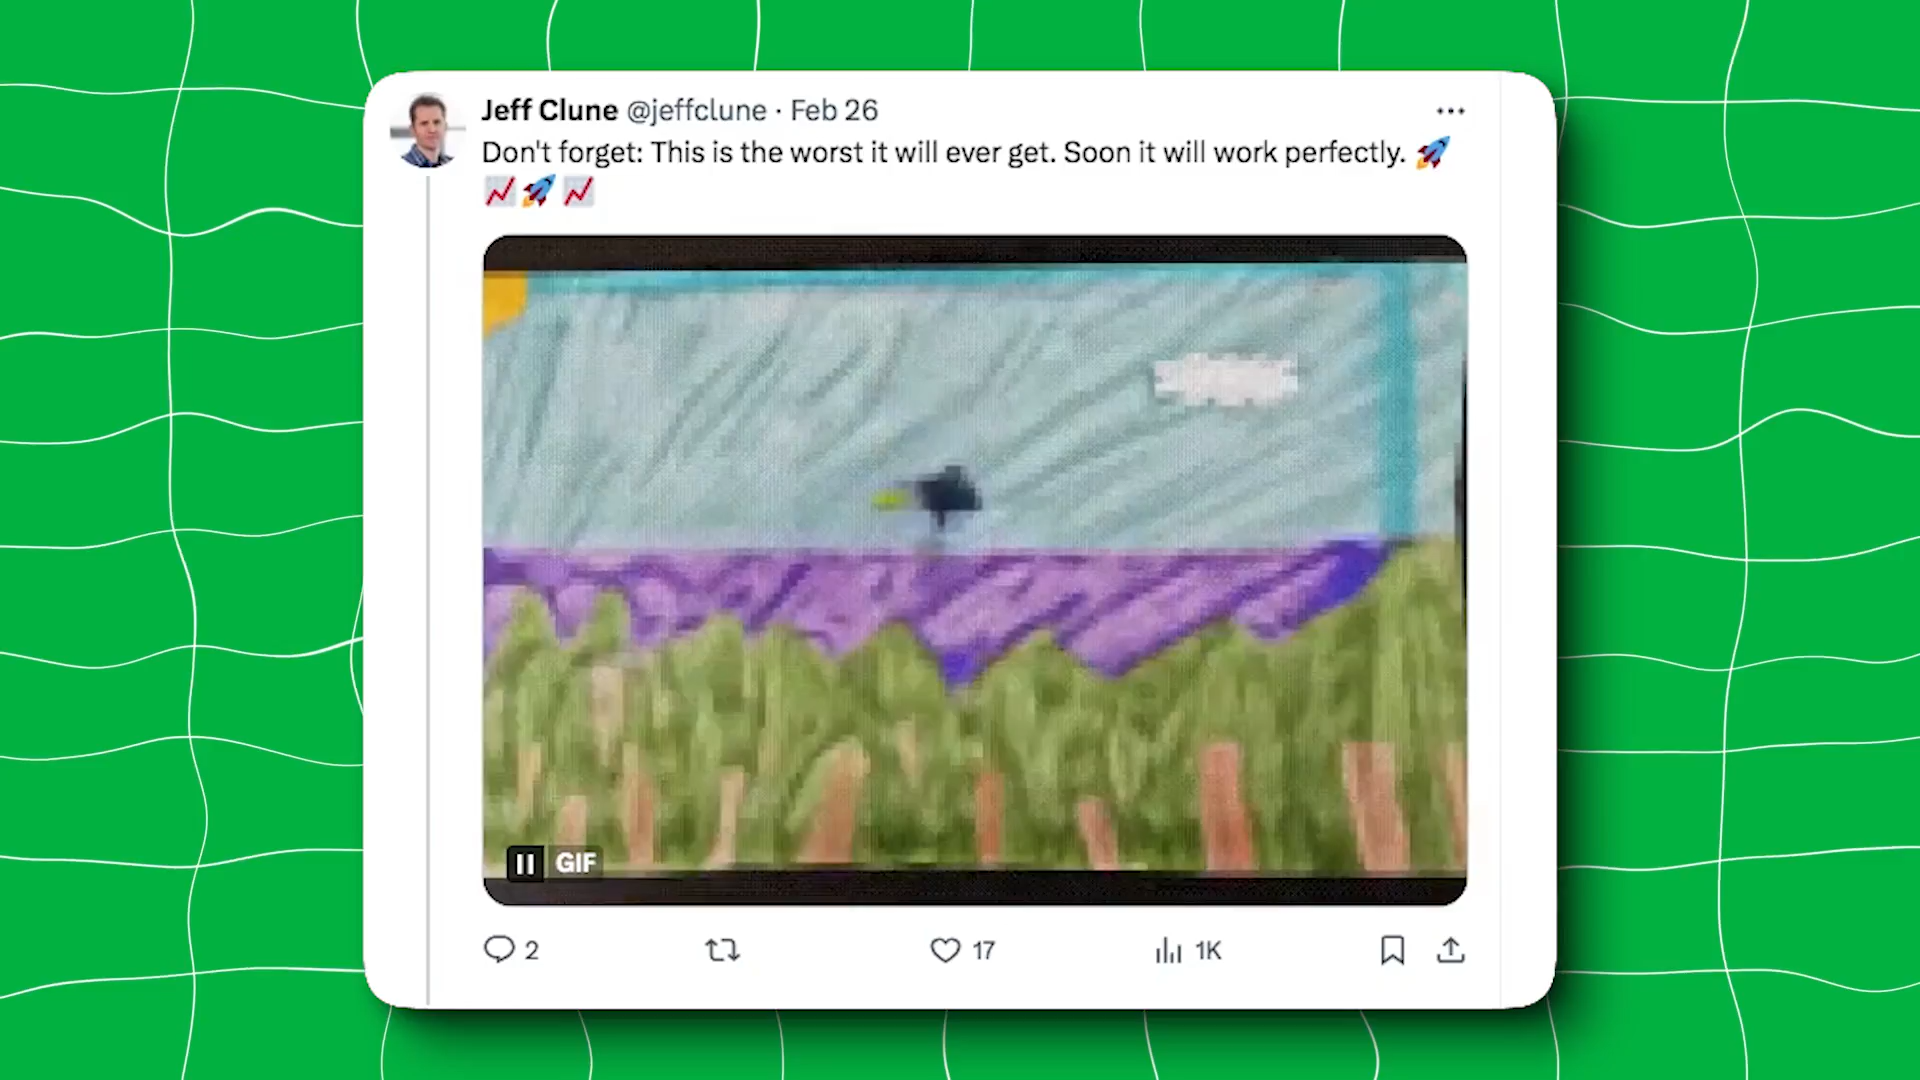 Jeff Clune @jeffclune · Feb 26
Don't forget: This is the worst it will ever get. Soon it will work perfectly. 🚀
📈🚀📈
GIF
2 17 1K